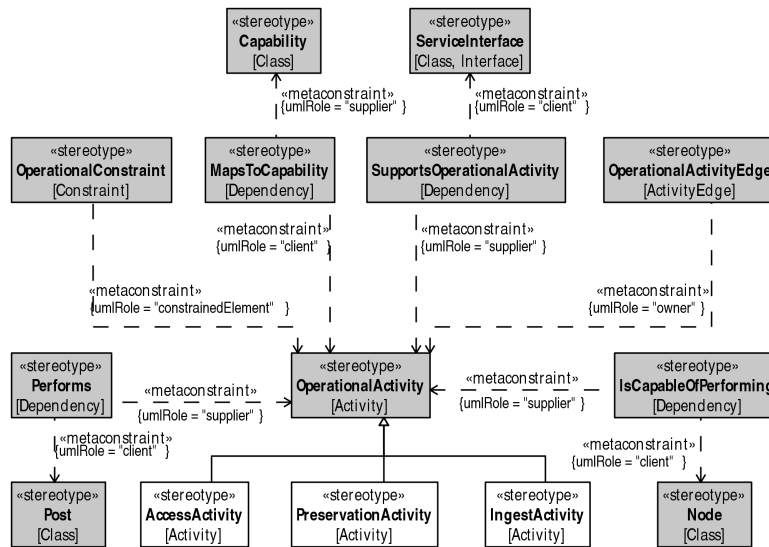 «stereotype»
Capability
[Class]
«stereotype»
ServiceInterface
[Class, Interface]
«metaconstraint»
{umlRole = "supplier" }
«metaconstraint»
{umlRole = "client" }
«stereotype»
OperationalConstraint
[Constraint]
«stereotype»
MapsToCapability
[Dependency]
«stereotype»
SupportsOperationalActivity
[Dependency]
«stereotype»
OperationalActivityEdge
[ActivityEdge]
«metaconstraint»
{umlRole = "client" }
«metaconstraint»
{umlRole = "supplier" }
«metaconstraint»
{umlRole = "constrainedElement" }
«metaconstraint»
{umlRole = "owner" }
«stereotype»
Performs
[Dependency]
«metaconstraint»
{umlRole = "supplier" }
«stereotype»
OperationalActivity
[Activity]
«metaconstraint»
{umlRole = "supplier" }
«stereotype»
IsCapableOfPerforming
[Dependency]
«metaconstraint»
{umlRole = "client" }
«metaconstraint»
{umlRole = "client" }
«stereotype»
Post
[Class]
«stereotype»
AccessActivity
[Activity]
«stereotype»
PreservationActivity
[Activity]
«stereotype»
IngestActivity
[Activity]
«stereotype»
Node
[Class]